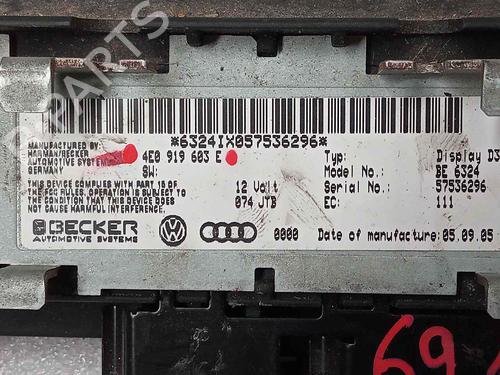 *6324IX057536296*
MANUFACTURED BY:
HARMAN/BECKER
AUTOMOTIVE SYSTEMS
GERMANY
4E0 919 603 E
SW:
Typ: Display D3
Model No.: BE 6324
12 Volt
Serial No.: 57536296
074 JTB
EC: 111
THIS DEVICE COMPLIES WITH PART 15 OF
THE FCC RULES. OPERATION IS SUBJECT TO
THE CONDITION THAT THIS DEVICE DOES
NOT CAUSE HARMFUL INTERFERENCE.
BECKER
AUTOMOTIVE SYSTEMS
0000
Date of manufacture:05.09.05
B PARTS
69